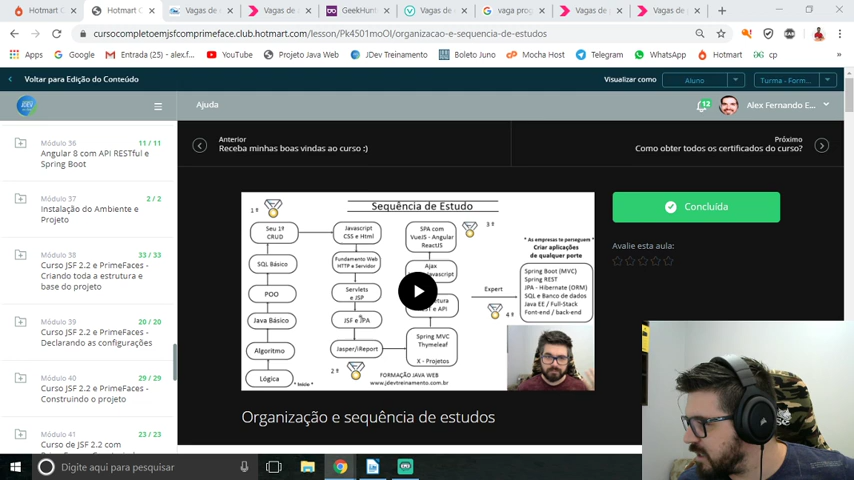 Hotmart C
Hotmart C
Vagas de
Vagas de
GeekHunt
Vagas de
vaga prog
Vagas de
Vagas de
cursocompletoemjsfcomprimeface.club.hotmart.com/lesson/Pk4501moOl/organizacao-e-sequencia-de-estudos
Apps
Google
Entrada (25) - alex.f...
YouTube
Projeto Java Web
JDev Treinamento
Boleto Juno
Mocha Host
Telegram
WhatsApp
Hotmart
cp
Voltar para Edição do Conteúdo
Visualizar como
Aluno
Turma - Form...
JDEV
Ajuda
12
Alex Fernando E...
Anterior
Receba minhas boas vindas ao curso :)
Próximo
Como obter todos os certificados do curso?
Módulo 36
11 / 11
Angular 8 com API RESTful e
Spring Boot
Módulo 37
2 / 2
Instalação do Ambiente e
Projeto
Módulo 38
33 / 33
Curso JSF 2.2 e PrimeFaces -
Criando toda a estrutura e
base do projeto
Módulo 39
20 / 20
Curso JSF 2.2 e PrimeFaces -
Declarando as configurações
Módulo 40
29 / 29
Curso JSF 2.2 e PrimeFaces -
Construindo o projeto
Módulo 41
23 / 23
Curso de JSF 2.2 com
Sequência de Estudo
1 º
Seu 1º
CRUD
SQL Básico
POO
Java Básico
Algoritmo
Lógica
* Início *
Javascript
CSS e Html
Fundamento Web
HTTP e Servidor
Servlets
e JSP
JSF e JPA
Jasper/iReport
2 º
SPA com
VueJS - Angular
ReactJS
3 º
Ajax
Spring MVC
Thymeleaf
X - Projetos
Expert
4 º
* As empresas te perseguem *
Criar aplicações
de qualquer porte
Spring Boot (MVC)
Spring REST
JPA - Hibernate (ORM)
SQL e Banco de dados
Java EE / Full-Stack
Font-end / back-end
FORMAÇÃO JAVA WEB
www.jdevtreinamento.com.br
Concluída
Avalie esta aula:
Organização e sequência de estudos
Digite aqui para pesquisar